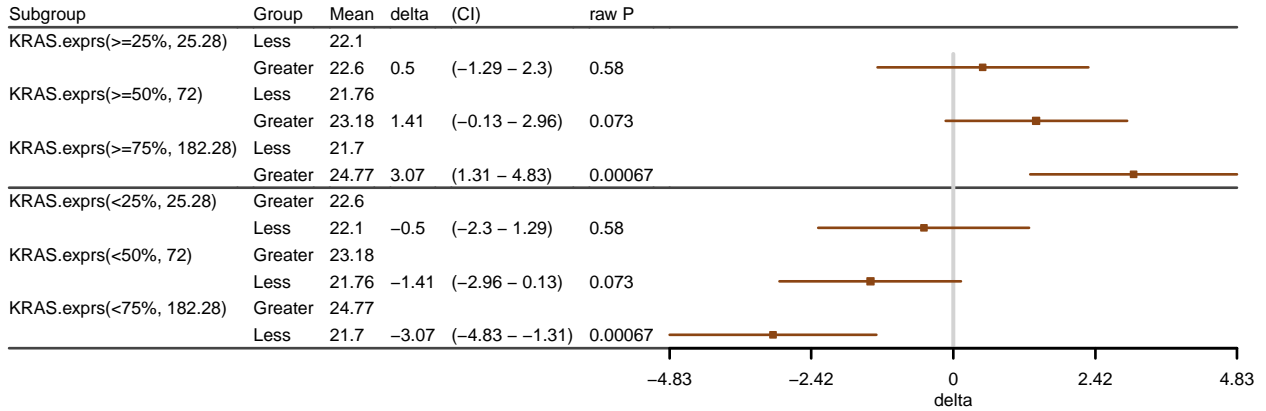 Subgroup Group Mean delta (CI) raw P
KRAS.exprs(>=25%, 25.28) Less 22.1
Greater 22.6 0.5 (−1.29 − 2.3) 0.58
KRAS.exprs(>=50%, 72) Less 21.76
Greater 23.18 1.41 (−0.13 − 2.96) 0.073
KRAS.exprs(>=75%, 182.28) Less 21.7
Greater 24.77 3.07 (1.31 − 4.83) 0.00067
KRAS.exprs(<25%, 25.28) Greater 22.6
Less 22.1 −0.5 (−2.3 − 1.29) 0.58
KRAS.exprs(<50%, 72) Greater 23.18
Less 21.76 −1.41 (−2.96 − 0.13) 0.073
KRAS.exprs(<75%, 182.28) Greater 24.77
Less 21.7 −3.07 (−4.83 − −1.31) 0.00067
−4.83 −2.42 0 2.42 4.83
delta